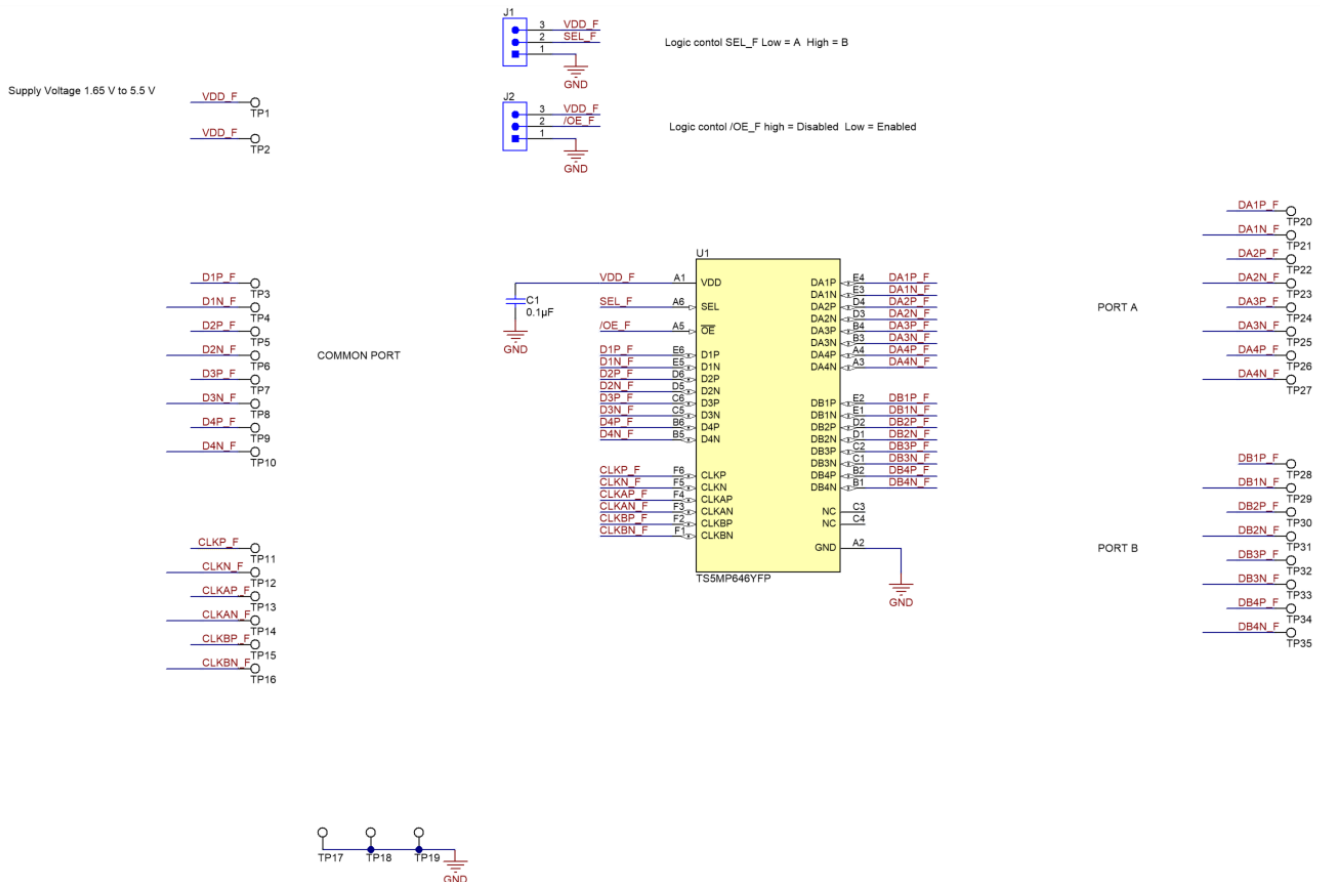 J1
3 VDD_F
2 SEL_F
1
GND
Logic contol SEL_F Low = A High = B
Supply Voltage 1.65 V to 5.5 V
VDD_F
TP1
VDD_F
TP2
J2
3 VDD_F
2 /OE_F
1
GND
Logic contol /OE_F high = Disabled Low = Enabled
D1P_F
TP3
D1N_F
TP4
D2P_F
TP5
D2N_F
TP6
D3P_F
TP7
D3N_F
TP8
D4P_F
TP9
D4N_F
TP10
COMMON PORT
CLKP_F
TP11
CLKN_F
TP12
CLKAP_F
TP13
CLKAN_F
TP14
CLKBP_F
TP15
CLKBN_F
TP16
C1
0.1µF
GND
U1
VDD_F A1 VDD
SEL_F A6 SEL
/OE_F A5 OE
D1P_F E6 D1P
D1N_F E5 D1N
D2P_F D6 D2P
D2N_F D5 D2N
D3P_F C6 D3P
D3N_F C5 D3N
D4P_F B6 D4P
D4N_F B5 D4N
CLKP_F F6 CLKP
CLKN_F F5 CLKN
CLKAP_F F4 CLKAP
CLKAN_F F3 CLKAN
CLKBP_F F2 CLKBP
CLKBN_F F1 CLKBN
DA1P E4 DA1P_F
DA1N E3 DA1N_F
DA2P D4 DA2P_F
DA2N D3 DA2N_F
DA3P B4 DA3P_F
DA3N B3 DA3N_F
DA4P A4 DA4P_F
DA4N A3 DA4N_F
DB1P E2 DB1P_F
DB1N E1 DB1N_F
DB2P D2 DB2P_F
DB2N D1 DB2N_F
DB3P C2 DB3P_F
DB3N C1 DB3N_F
DB4P B2 DB4P_F
DB4N B1 DB4N_F
NC C3
NC C4
GND A2
GND
TS5MP646YFP
PORT A
DA1P_F
TP20
DA1N_F
TP21
DA2P_F
TP22
DA2N_F
TP23
DA3P_F
TP24
DA3N_F
TP25
DA4P_F
TP26
DA4N_F
TP27
PORT B
DB1P_F
TP28
DB1N_F
TP29
DB2P_F
TP30
DB2N_F
TP31
DB3P_F
TP32
DB3N_F
TP33
DB4P_F
TP34
DB4N_F
TP35
TP17 TP18 TP19
GND